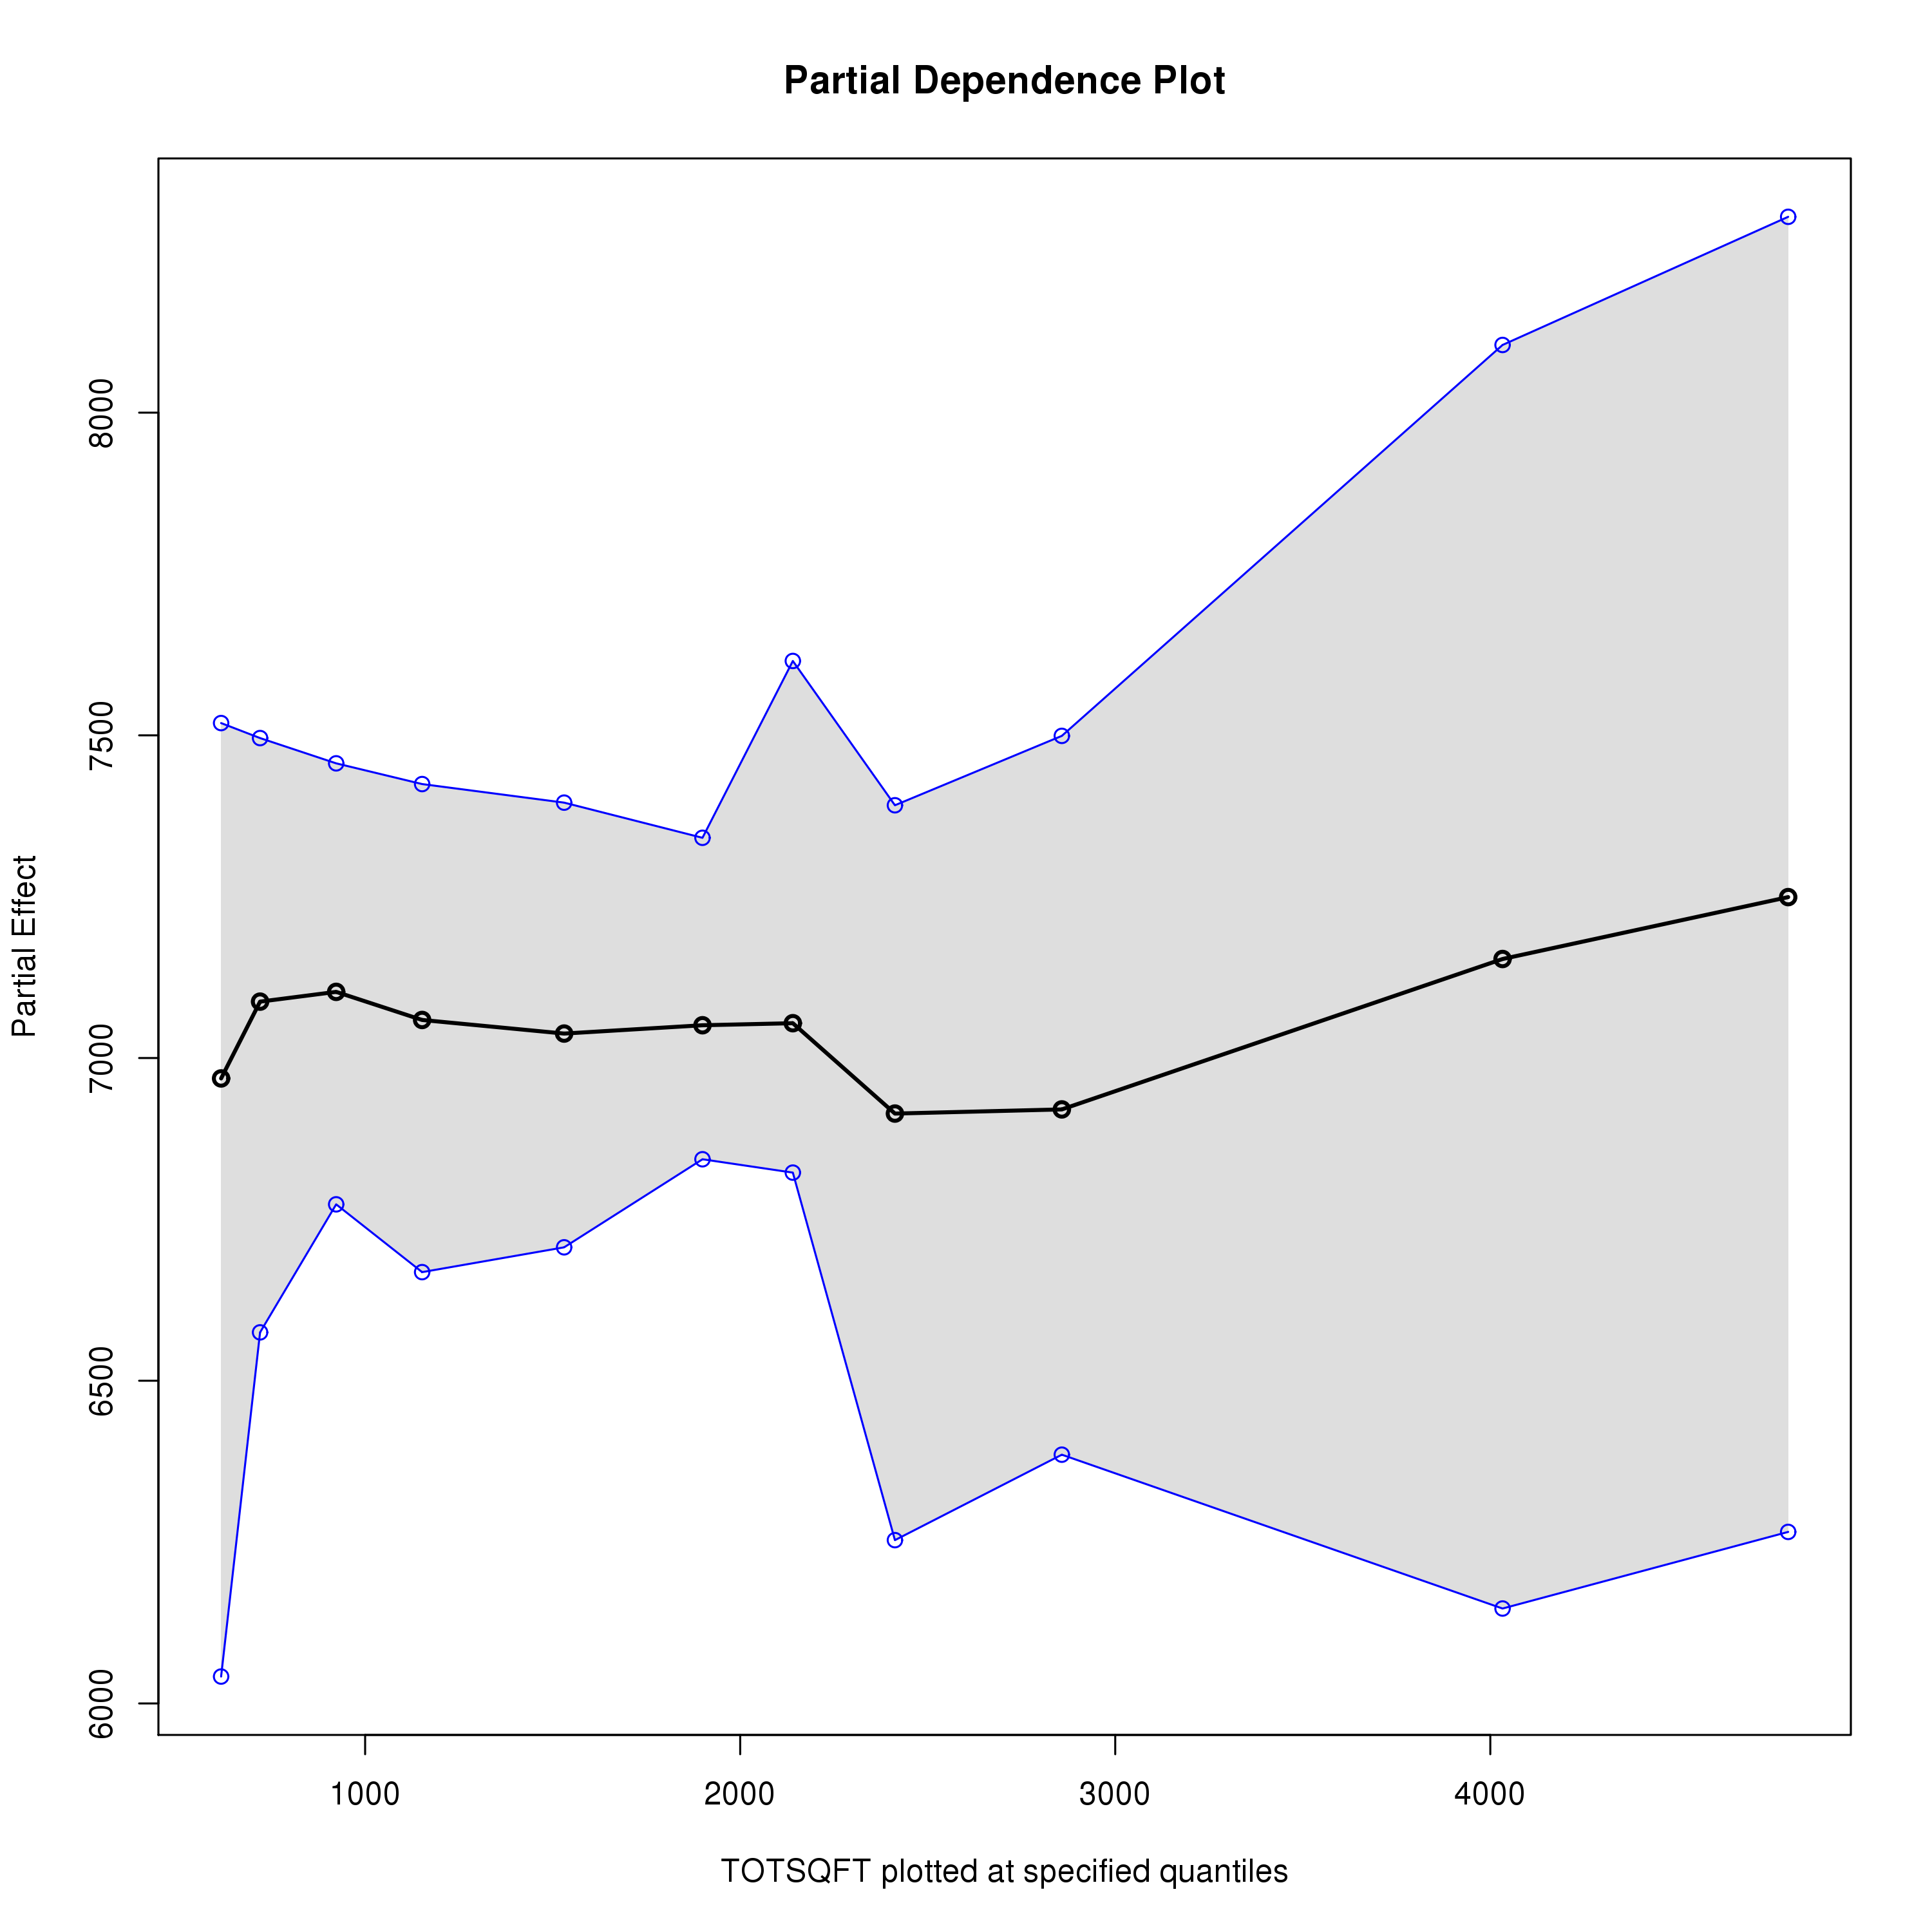 Partial Dependence Plot
Partial Effect
8000
7500
7000
6500
6000
1000 2000 3000 4000
TOTSQFT plotted at specified quantiles